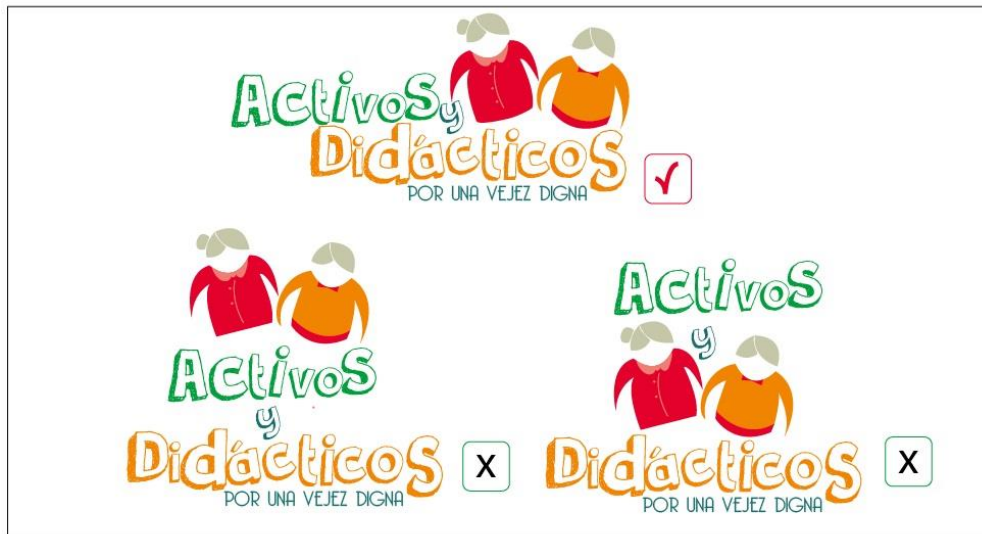 Activos y
Didácticos
POR UNA VEJEZ DIGNA
Activos
y
Didácticos
POR UNA VEJEZ DIGNA
X
Activos
y
Didácticos
POR UNA VEJEZ DIGNA
X